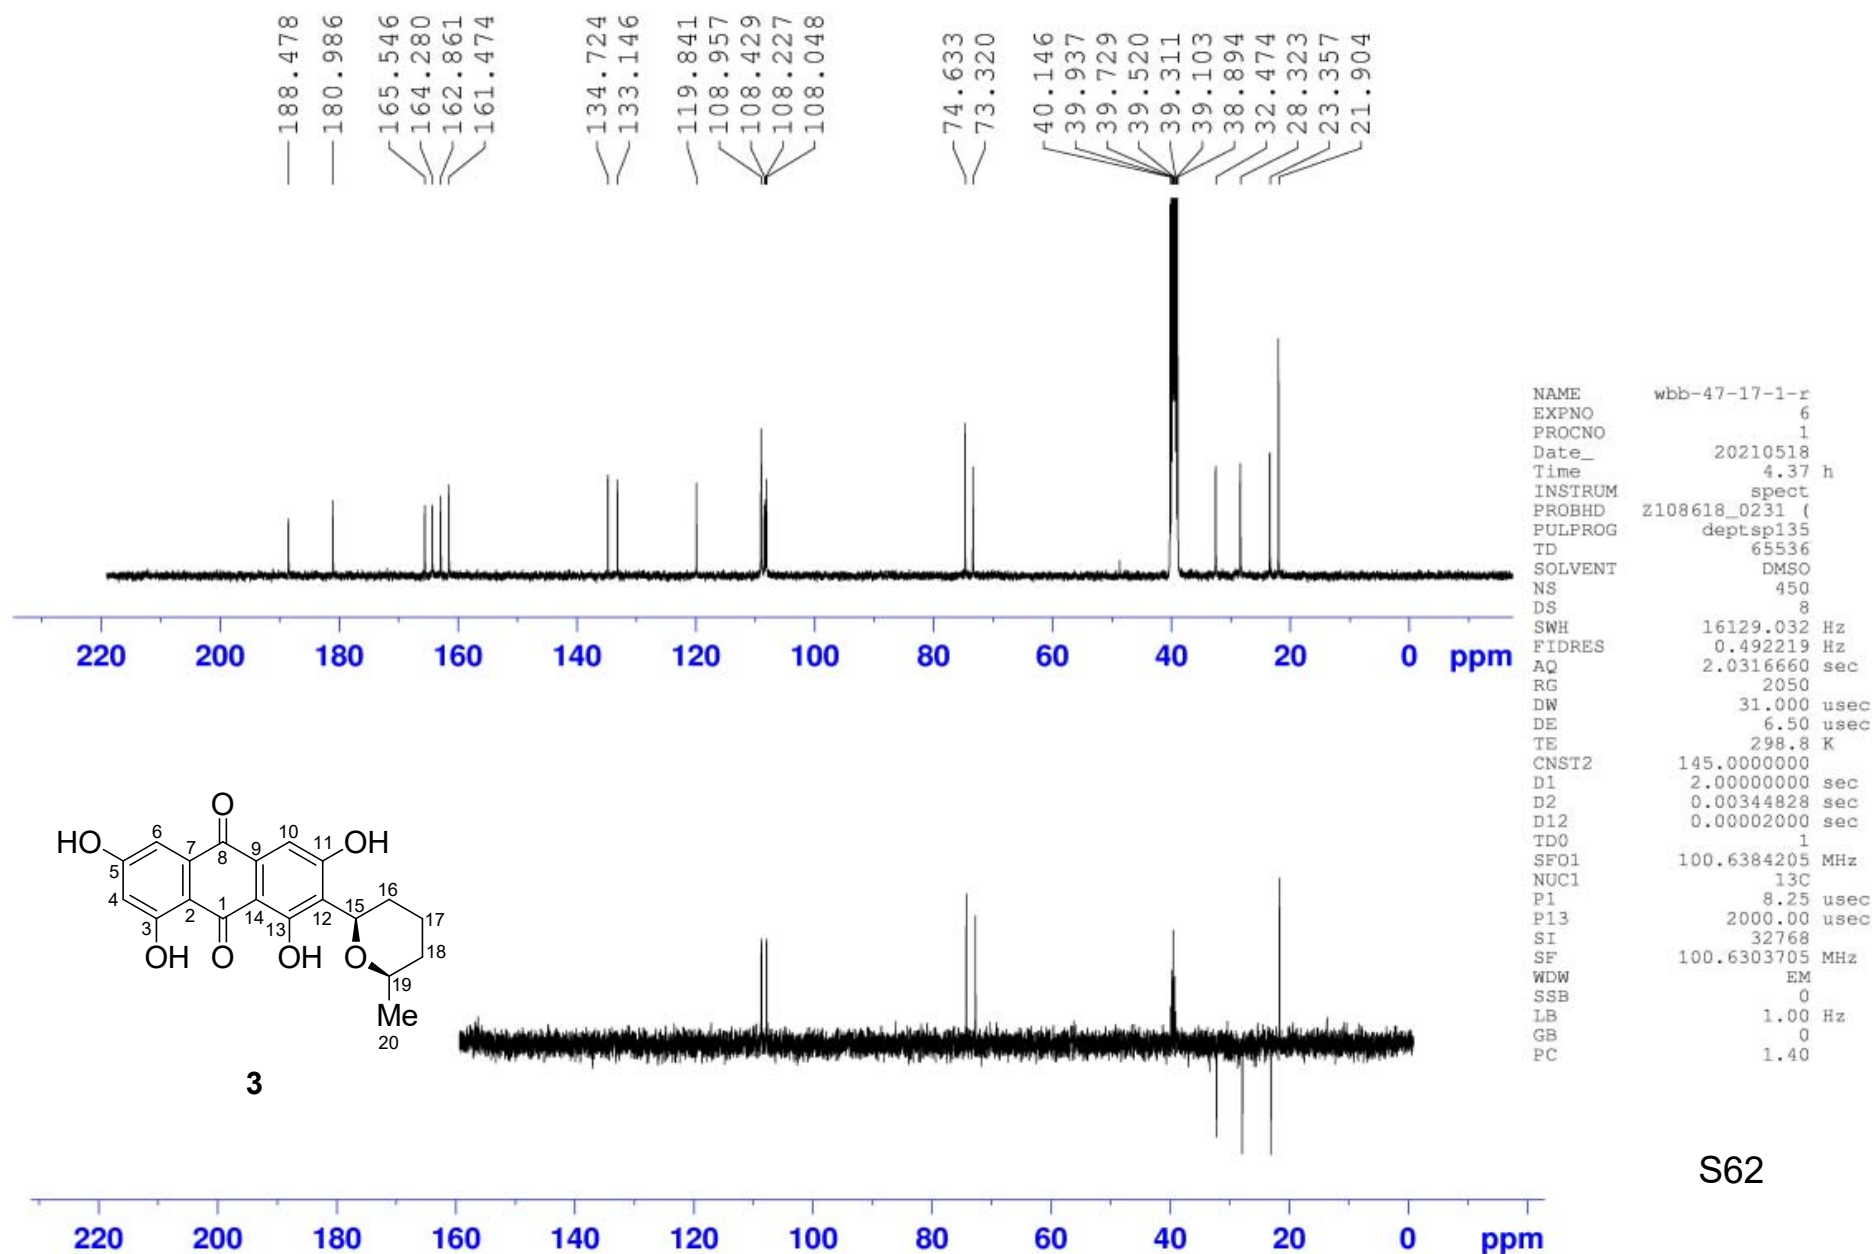 188.478
180.986
165.546
164.280
162.861
161.474
134.724
133.146
119.841
108.957
108.429
108.227
108.048
74.633
73.320
40.146
39.937
39.729
39.520
39.311
39.103
38.894
32.474
28.323
23.357
21.904
220 200 180 160 140 120 100 80 60 40 20 0 ppm
NAME wbb-47-17-1-r
EXPNO 6
PROCNO 1
Date_ 20210518
Time 4.37 h
INSTRUM spect
PROBHD Z108618_0231 (
PULPROG deptsp135
TD 65536
SOLVENT DMSO
NS 450
DS 8
SWH 16129.032 Hz
FIDRES 0.492219 Hz
AQ 2.0316660 sec
RG 2050
DW 31.000 usec
DE 6.50 usec
TE 298.8 K
CNST2 145.0000000
D1 2.00000000 sec
D2 0.00344828 sec
D12 0.00002000 sec
TD0 1
SFO1 100.6384205 MHz
NUC1 13C
P1 8.25 usec
P13 2000.00 usec
SI 32768
SF 100.6303705 MHz
WDW EM
SSB 0
LB 1.00 Hz
GB 0
PC 1.40
O
HO 6 7 8 9 10 11 OH
5 16
4 2 1 14 13 12 15 17
3 18
OH O OH O 19
Me
20
3
220 200 180 160 140 120 100 80 60 40 20 0 ppm
S62